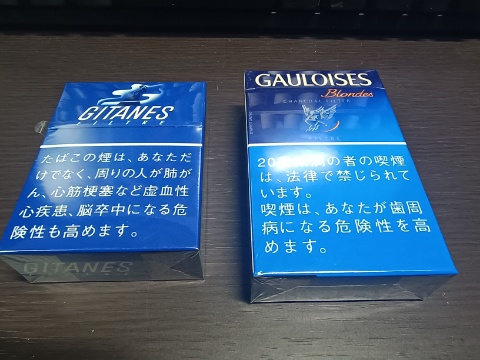 GITANES
FILTRE
たばこの煙は、あなただ
けでなく、周りの人が肺が
ん、心筋梗塞など虚血性
心疾患、脳卒中になる危
険性も高めます。
GITANES
GAULOISES
Blondes
CHARCOAL FILTER
20 の者の喫煙
は、法律で禁じられて
います。
喫煙は、あなたが歯周
病になる危険性を高
めます。